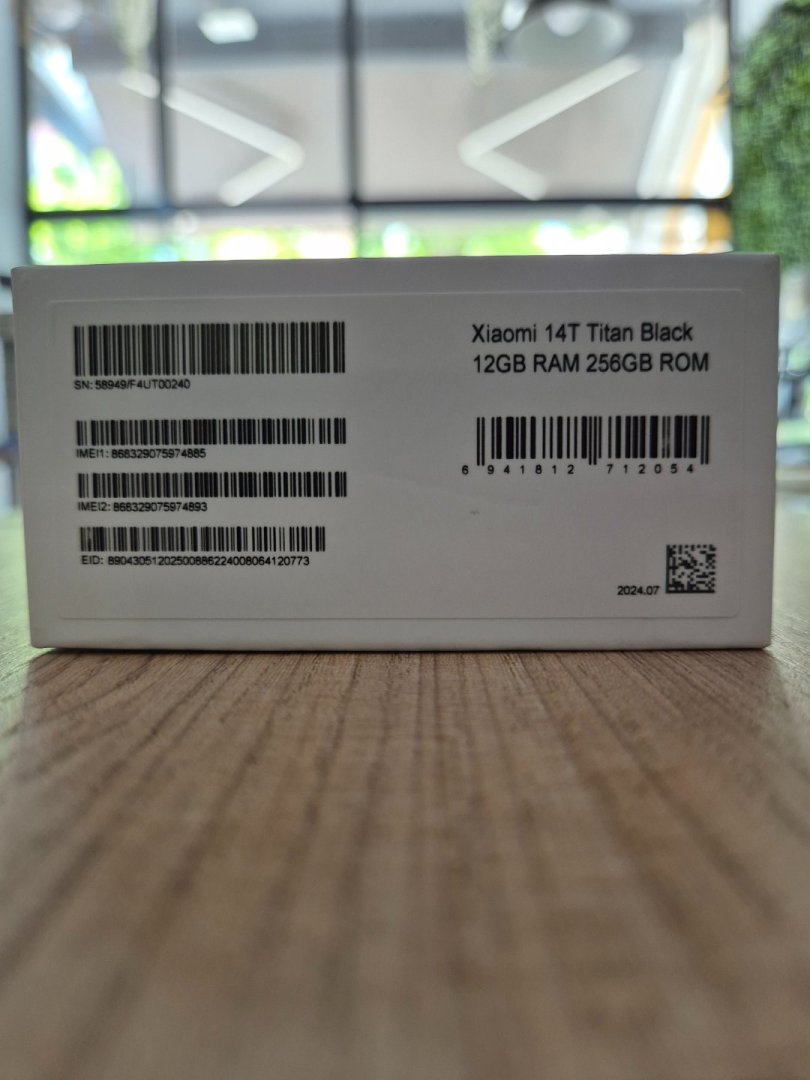 SN: 58949/F4UT00240
IMEI1: 868329075974885
IMEI2: 868329075974893
EID: 89043051202500886224008064120773
Xiaomi 14T Titan Black
12GB RAM 256GB ROM
6 941812 712054
2024.07